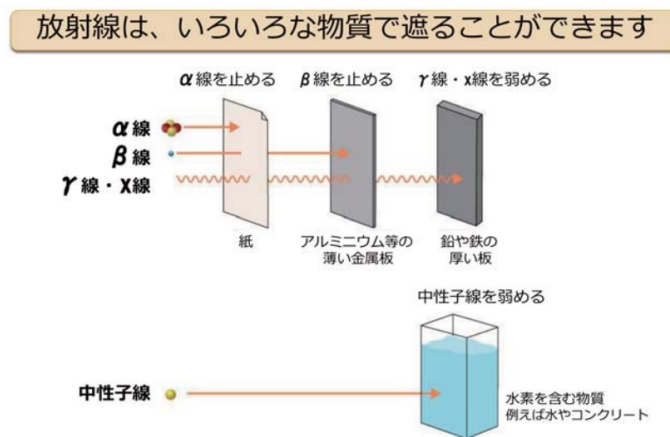 放射線は、いろいろな物質で遮ることができます
α線を止める
β線を止める
γ線・x線を弱める
α線
β線
γ線・X線
紙
アルミニウム等の
薄い金属板
鉛や鉄の
厚い板
中性子線を弱める
中性子線
水素を含む物質
例えば水やコンクリート